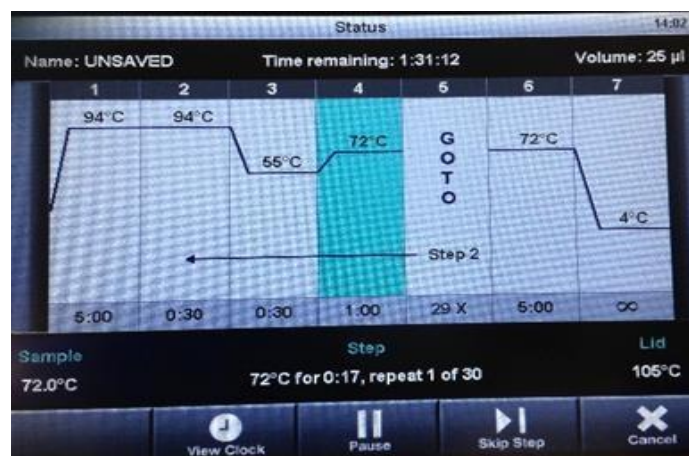 Status 14:02
Name: UNSAVED Time remaining: 1:31:12 Volume: 25 µl
1 2 3 4 5 6 7
94°C 94°C 55°C 72°C GOTO 72°C 4°C
Step 2
5:00 0:30 0:30 1:00 29 X 5:00 ∞
Sample Step Lid
72.0°C 72°C for 0:17, repeat 1 of 30 105°C
View Clock Pause Skip Step Cancel